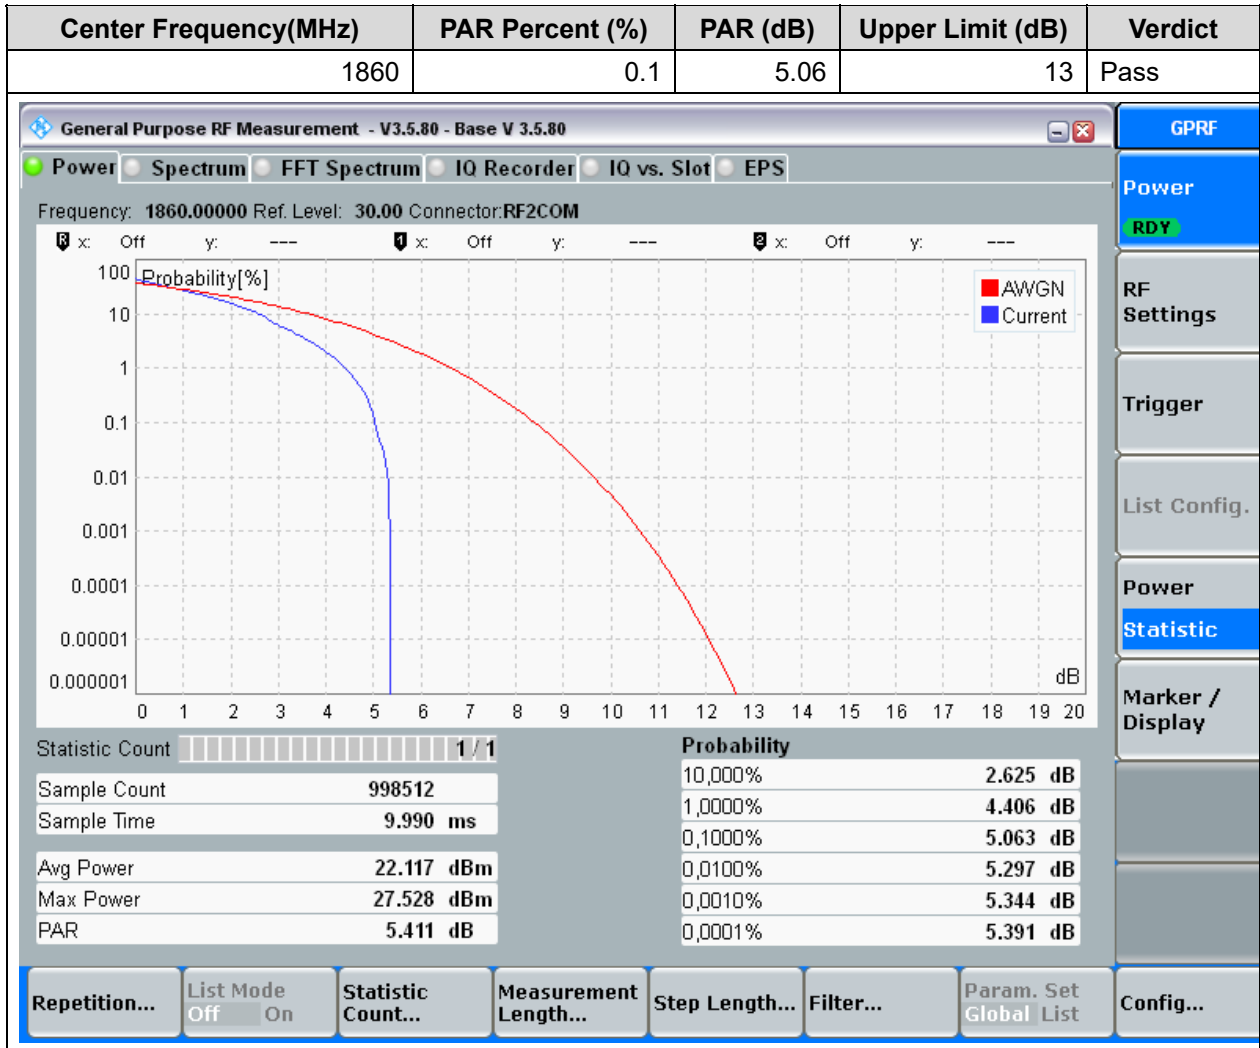 Center Frequency(MHz) PAR Percent (%) PAR (dB) Upper Limit (dB) Verdict
1860 0.1 5.06 13 Pass
General Purpose RF Measurement - V3.5.80 - Base V 3.5.80
GPRF
Power Spectrum FFT Spectrum IQ Recorder IQ vs. Slot EPS
Power
RDY
Frequency: 1860.00000 Ref. Level: 30.00 Connector:RF2COM
R x: Off y: --- 1 x: Off y: --- 2 x: Off y: ---
100 Probability[%]
AWGN
Current
10
1
0.1
0.01
0.001
0.0001
0.00001
0.000001
dB
0 1 2 3 4 5 6 7 8 9 10 11 12 13 14 15 16 17 18 19 20
RF
Settings
Trigger
List Config.
Power
Statistic
Marker /
Display
Statistic Count 1 / 1
Sample Count 998512
Sample Time 9.990 ms
Avg Power 22.117 dBm
Max Power 27.528 dBm
PAR 5.411 dB
Probability
10,000% 2.625 dB
1,0000% 4.406 dB
0,1000% 5.063 dB
0,0100% 5.297 dB
0,0010% 5.344 dB
0,0001% 5.391 dB
Repetition...
List Mode
Off On
Statistic
Count...
Measurement
Length...
Step Length...
Filter...
Param. Set
Global List
Config...